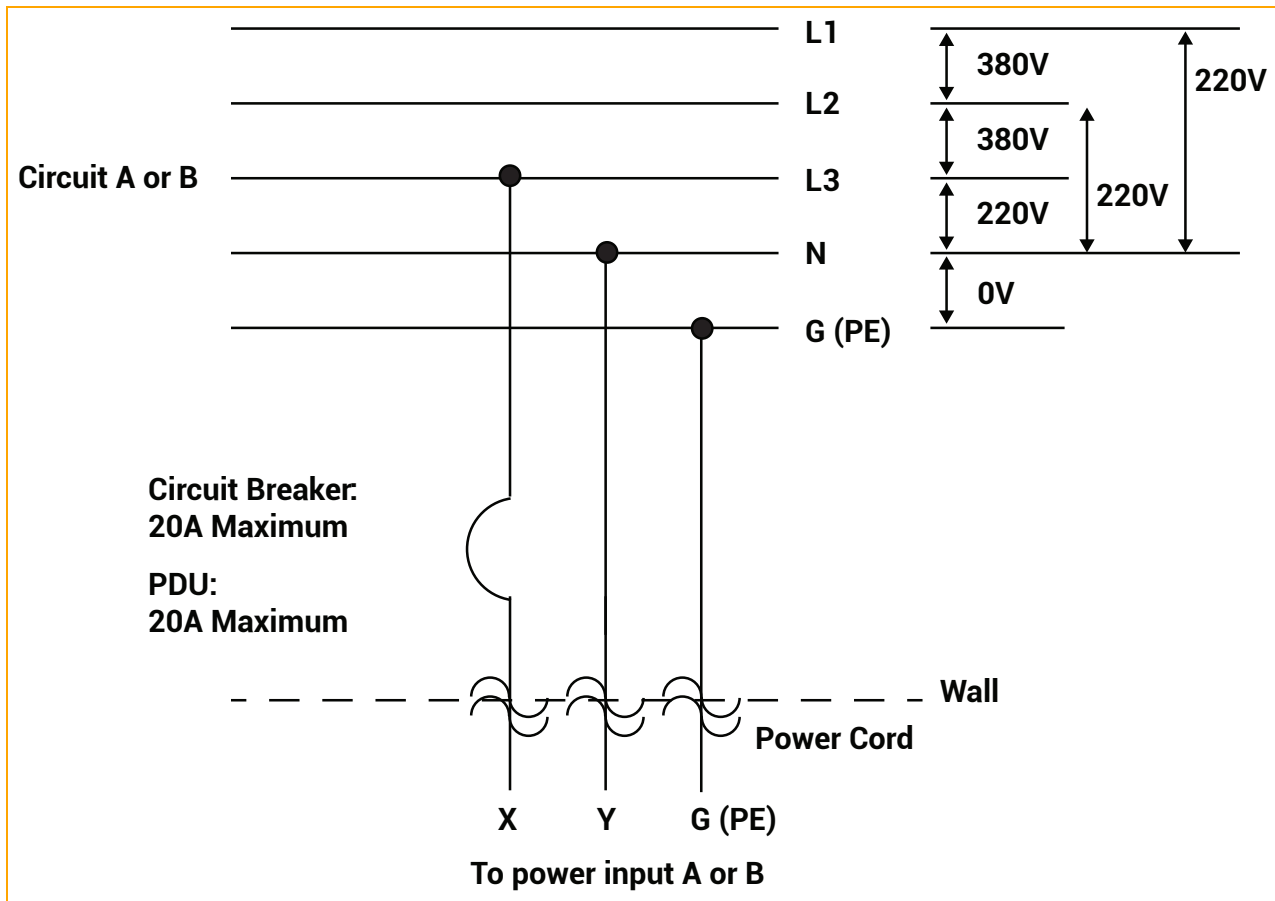 L1
380V
220V
L2
380V
Circuit A or B
L3
220V
220V
N
0V
G (PE)
Circuit Breaker:
20A Maximum
PDU:
20A Maximum
Wall
Power Cord
X
Y
G (PE)
To power input A or B